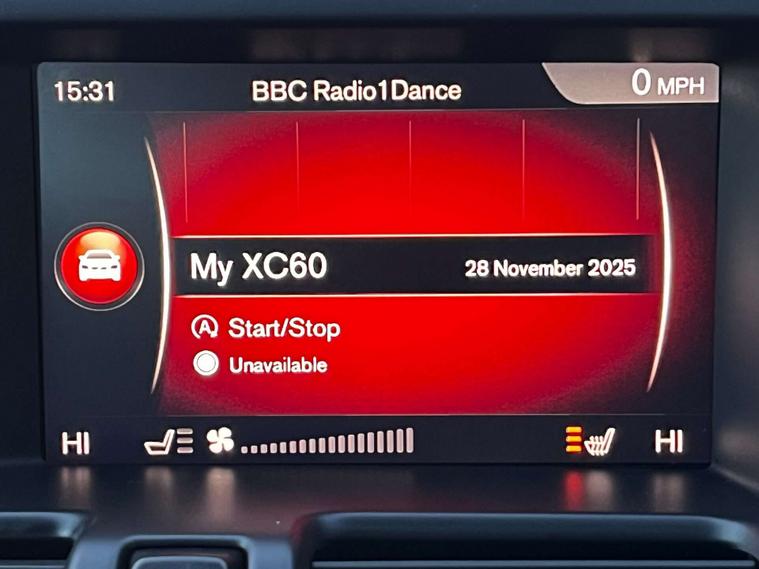 15:31 BBC Radio1Dance 0 MPH
My XC60 28 November 2025
A Start/Stop
Unavailable
HI HI